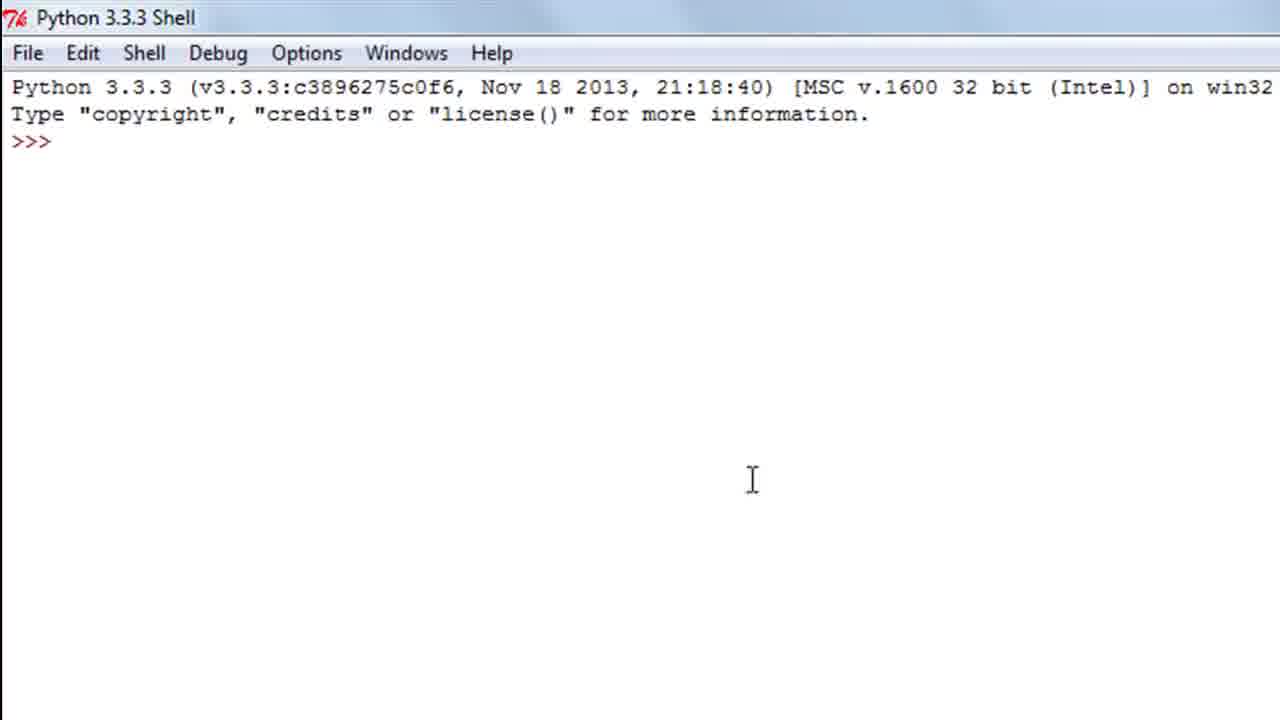 Python 3.3.3 Shell
File Edit Shell Debug Options Windows Help
Python 3.3.3 (v3.3.3:c3896275c0f6, Nov 18 2013, 21:18:40) [MSC v.1600 32 bit (Intel)] on win32
Type "copyright", "credits" or "license()" for more information.
>>>